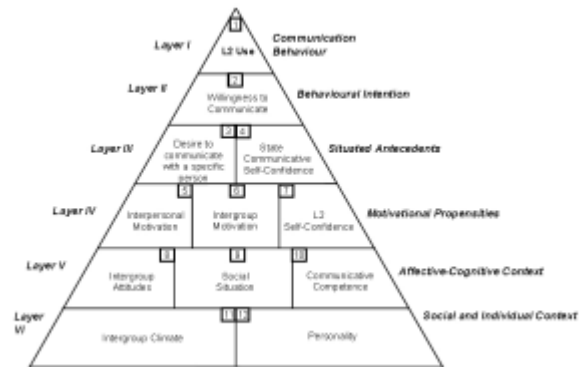 1
Layer I
L2 Use
Communication
Behaviour
Layer II
2
Willingness to
Communicate
Behavioural Intention
Layer III
3 4
Desire to
communicate
with a specific
person
State
Communicative
Self-Confidence
Situated Antecedents
Layer IV
5
Interpersonal
Motivation
6
Intergroup
Motivation
7
L2
Self-Confidence
Motivational Propensities
Layer V
8
Intergroup
Attitudes
9
Social
Situation
10
Communicative
Competence
Affective-Cognitive Context
Layer
VI
11 12
Intergroup Climate
Personality
Social and Individual Context